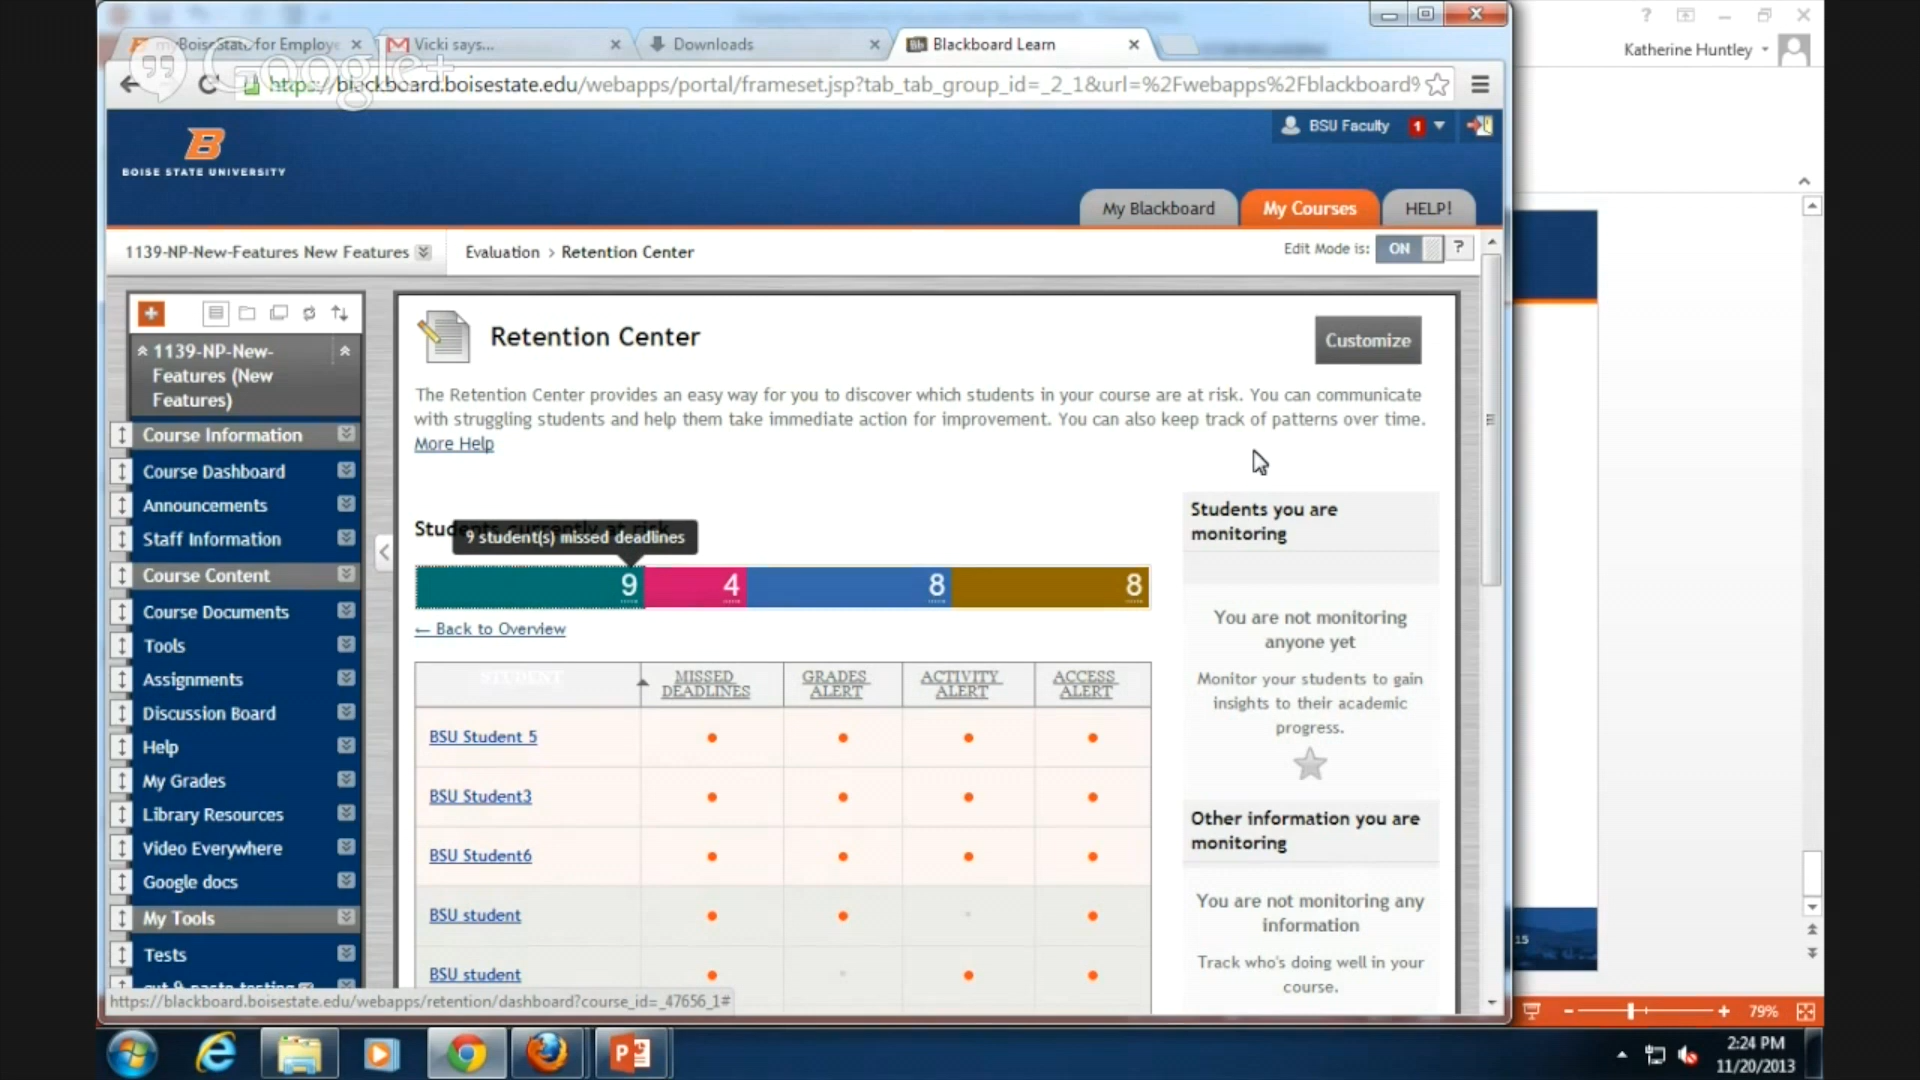 myBoiseState for Employe
Vicki says...
Downloads
Blackboard Learn
Katherine Huntley
Google+
https://blackboard.boisestate.edu/webapps/portal/frameset.jsp?tab_tab_group_id=_2_1&url=%2Fwebapps%2Fblackboard%
B
BOISE STATE UNIVERSITY
BSU Faculty 1
My Blackboard
My Courses
HELP!
1139-NP-New-Features New Features
Evaluation > Retention Center
Edit Mode is: ON ?
1139-NP-New-
Features (New
Features)
Course Information
Course Dashboard
Announcements
Staff Information
Course Content
Course Documents
Tools
Assignments
Discussion Board
Help
My Grades
Library Resources
Video Everywhere
Google docs
My Tools
Tests
cut & paste testing
Retention Center
Customize
The Retention Center provides an easy way for you to discover which students in your course are at risk. You can communicate
with struggling students and help them take immediate action for improvement. You can also keep track of patterns over time.
More Help
Students currently at risk
9 student(s) missed deadlines
9 4 8 8
← Back to Overview
STUDENT
MISSED
DEADLINES
GRADES
ALERT
ACTIVITY
ALERT
ACCESS
ALERT
BSU Student 5
BSU Student3
BSU Student6
BSU student
BSU student
Students you are
monitoring
You are not monitoring
anyone yet
Monitor your students to gain
insights to their academic
progress.
Other information you are
monitoring
You are not monitoring any
information
Track who's doing well in your
course.
https://blackboard.boisestate.edu/webapps/retention/dashboard?course_id=_47656_1#
15
79%
2:24 PM
11/20/2013